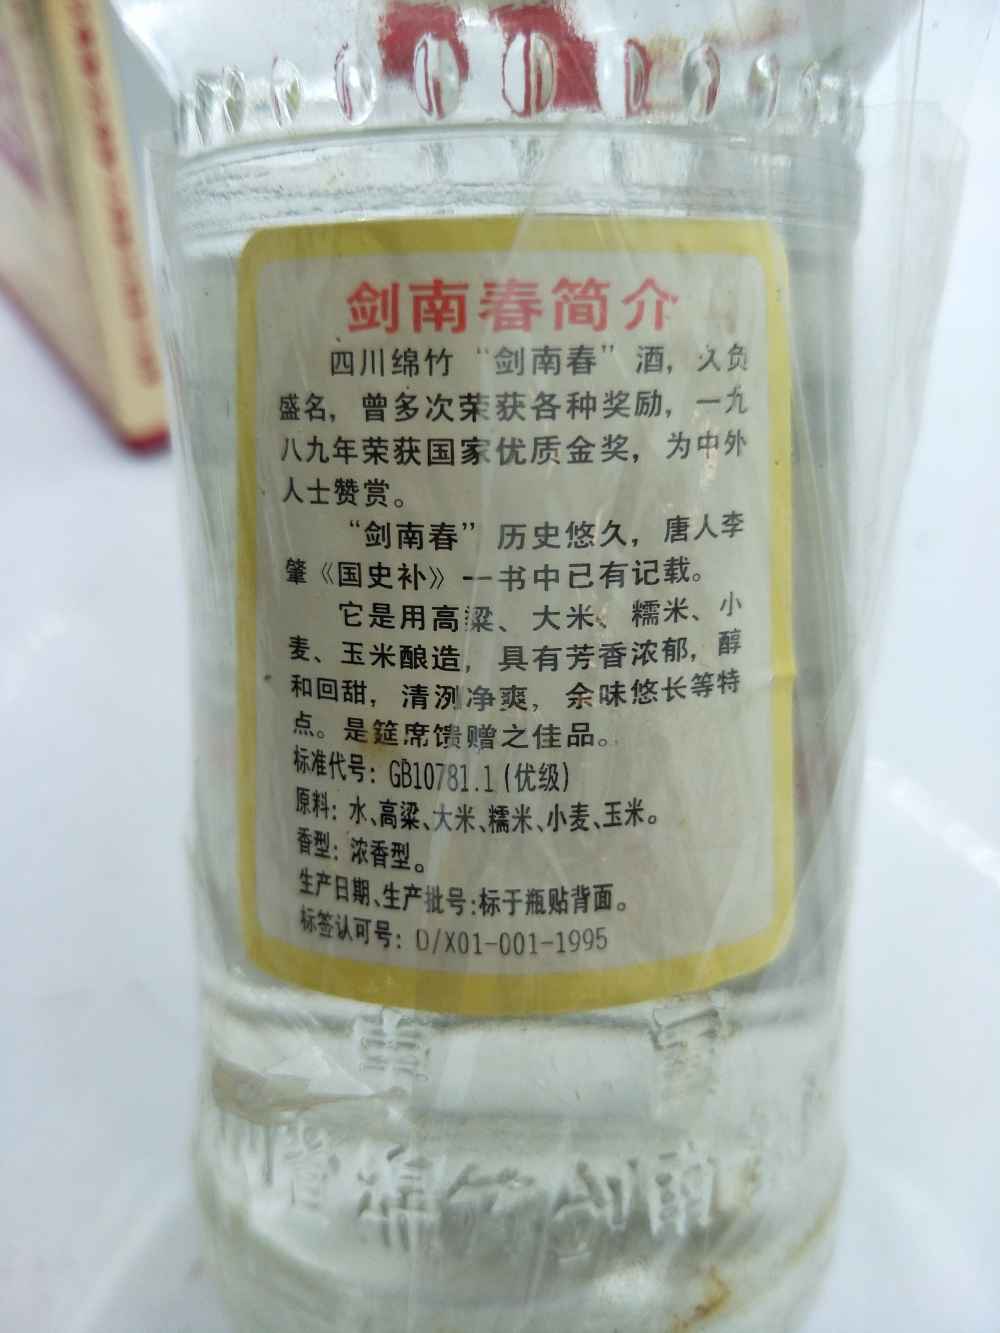 剑南春简介
四川绵竹“剑南春”酒，久负
盛名，曾多次荣获各种奖励，一九
八九年荣获国家优质金奖，为中外
人士赞赏。
“剑南春”历史悠久，唐人李
肇《国史补》一书中已有记载。
它是用高粱、大米、糯米、小
麦、玉米酿造，具有芳香浓郁，醇
和回甜，清洌净爽，余味悠长等特
点。是筵席馈赠之佳品。
标准代号：GB10781.1(优级)
原料：水、高粱、大米、糯米、小麦、玉米。
香型：浓香型。
生产日期、生产批号：标于瓶贴背面。
标签认可号：D/X01-001-1995